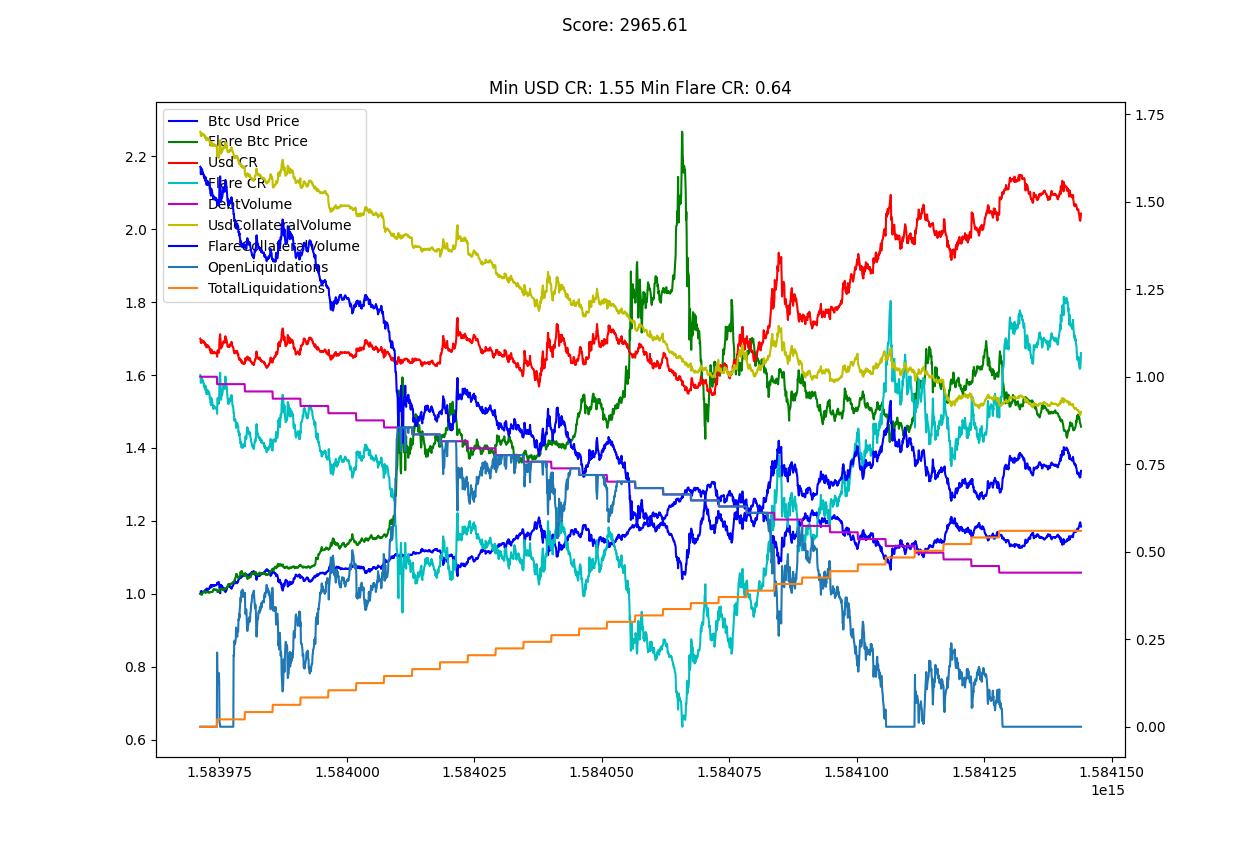 Score: 2965.61
Min USD CR: 1.55 Min Flare CR: 0.64
Btc Usd Price
Flare Btc Price
Usd CR
Flare CR
DebtVolume
UsdCollateralVolume
FlareCollateralVolume
OpenLiquidations
TotalLiquidations
2.2
2.0
1.8
1.6
1.4
1.2
1.0
0.8
0.6
1.75
1.50
1.25
1.00
0.75
0.50
0.25
0.00
1.583975 1.584000 1.584025 1.584050 1.584075 1.584100 1.584125 1.584150
1e15